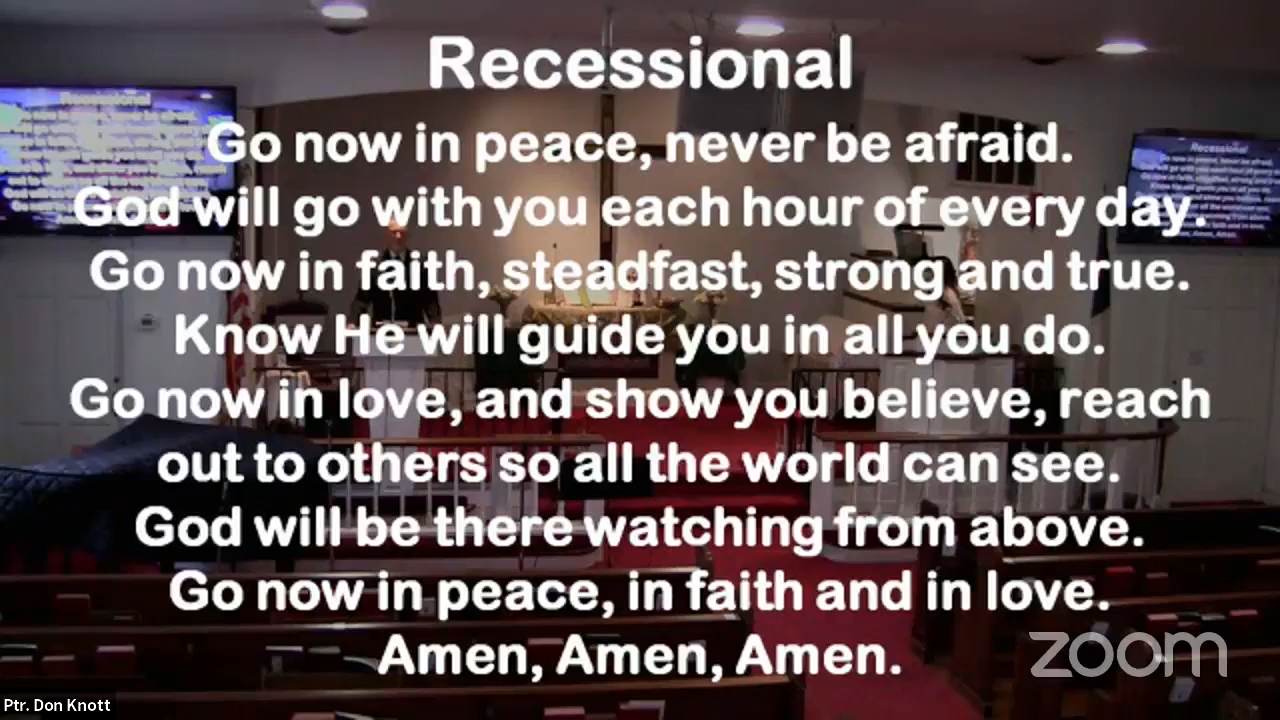 Recessional
Go now in peace, never be afraid.
God will go with you each hour of every day.
Go now in faith, steadfast, strong and true.
Know He will guide you in all you do.
Go now in love, and show you believe, reach
out to others so all the world can see.
God will be there watching from above.
Go now in peace, in faith and in love.
Amen, Amen, Amen.
zoom
Ptr. Don Knott